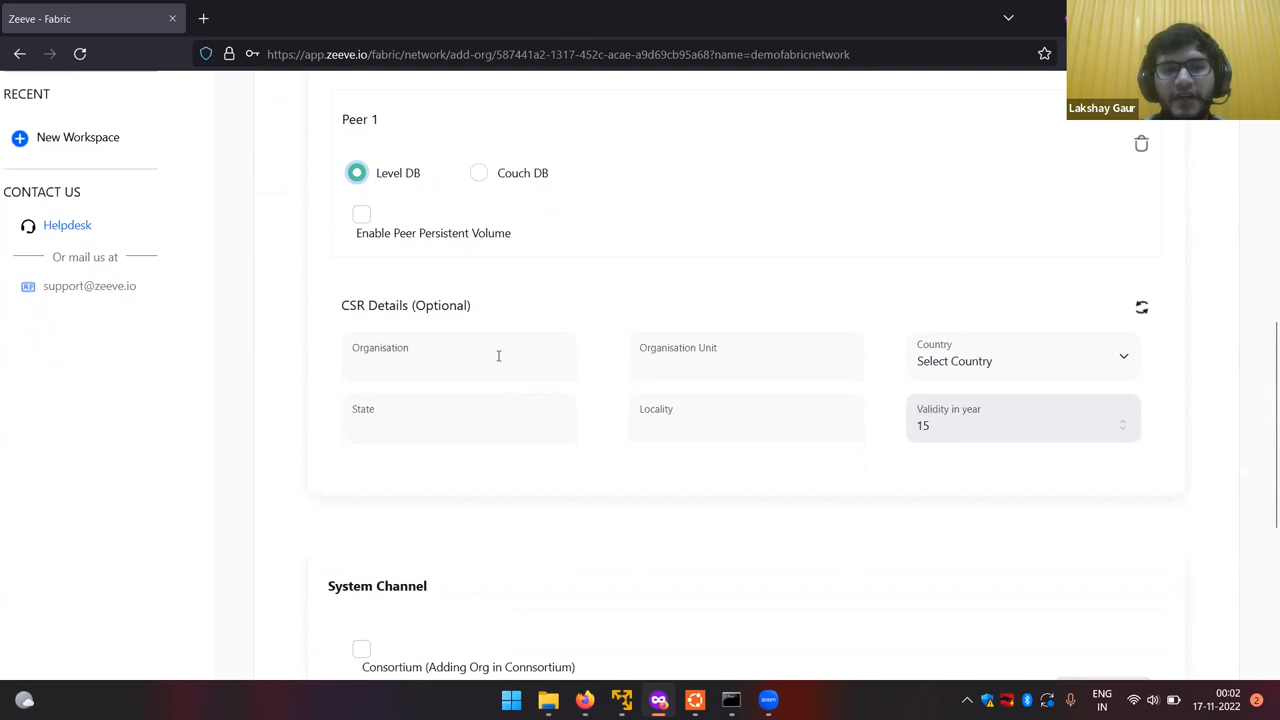 Zeeve - Fabric
https://app.zeeve.io/fabric/network/add-org/587441a2-1317-452c-acae-a9d69cb95a68?name=demofabricnetwork
Lakshay Gaur
RECENT
New Workspace
CONTACT US
Helpdesk
Or mail us at
support@zeeve.io
Peer 1
Level DB
Couch DB
Enable Peer Persistent Volume
CSR Details (Optional)
Organisation
Organisation Unit
Country
Select Country
State
Locality
Validity in year
15
System Channel
Consortium (Adding Org in Connsortium)
zoom
ENG
IN
00:02
17-11-2022
2